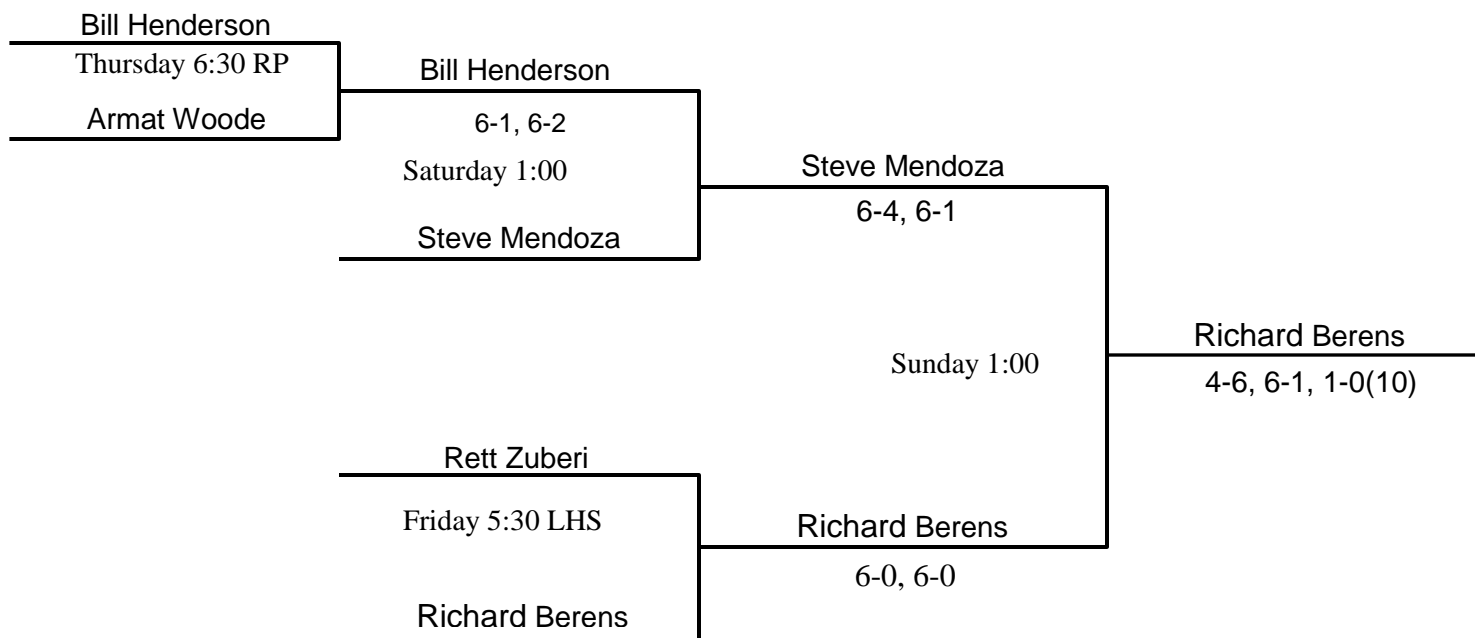 Bill Henderson
Thursday 6:30 RP
Armat Woode
Bill Henderson
6-1, 6-2
Saturday 1:00
Steve Mendoza
Steve Mendoza
6-4, 6-1
Sunday 1:00
Rett Zuberi
Friday 5:30 LHS
Richard Berens
Richard Berens
6-0, 6-0
Richard Berens
4-6, 6-1, 1-0(10)